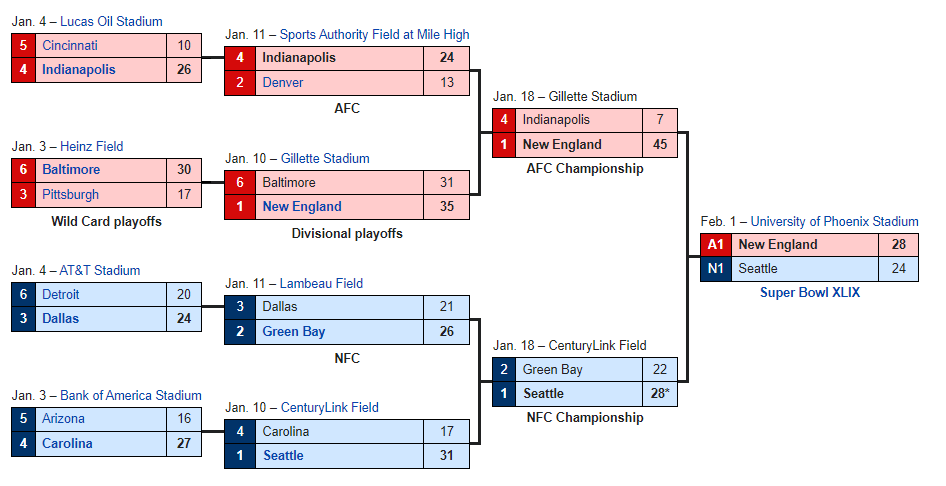 Jan. 4 – Lucas Oil Stadium
5 Cincinnati 10
4 Indianapolis 26
Jan. 3 – Heinz Field
6 Baltimore 30
3 Pittsburgh 17
Wild Card playoffs
Jan. 4 – AT&T Stadium
6 Detroit 20
3 Dallas 24
Jan. 3 – Bank of America Stadium
5 Arizona 16
4 Carolina 27
Jan. 11 – Sports Authority Field at Mile High
4 Indianapolis 24
2 Denver 13
AFC
Jan. 10 – Gillette Stadium
6 Baltimore 31
1 New England 35
Divisional playoffs
Jan. 11 – Lambeau Field
3 Dallas 21
2 Green Bay 26
NFC
Jan. 10 – CenturyLink Field
4 Carolina 17
1 Seattle 31
Jan. 18 – Gillette Stadium
4 Indianapolis 7
1 New England 45
AFC Championship
Jan. 18 – CenturyLink Field
2 Green Bay 22
1 Seattle 28*
NFC Championship
Feb. 1 – University of Phoenix Stadium
A1 New England 28
N1 Seattle 24
Super Bowl XLIX